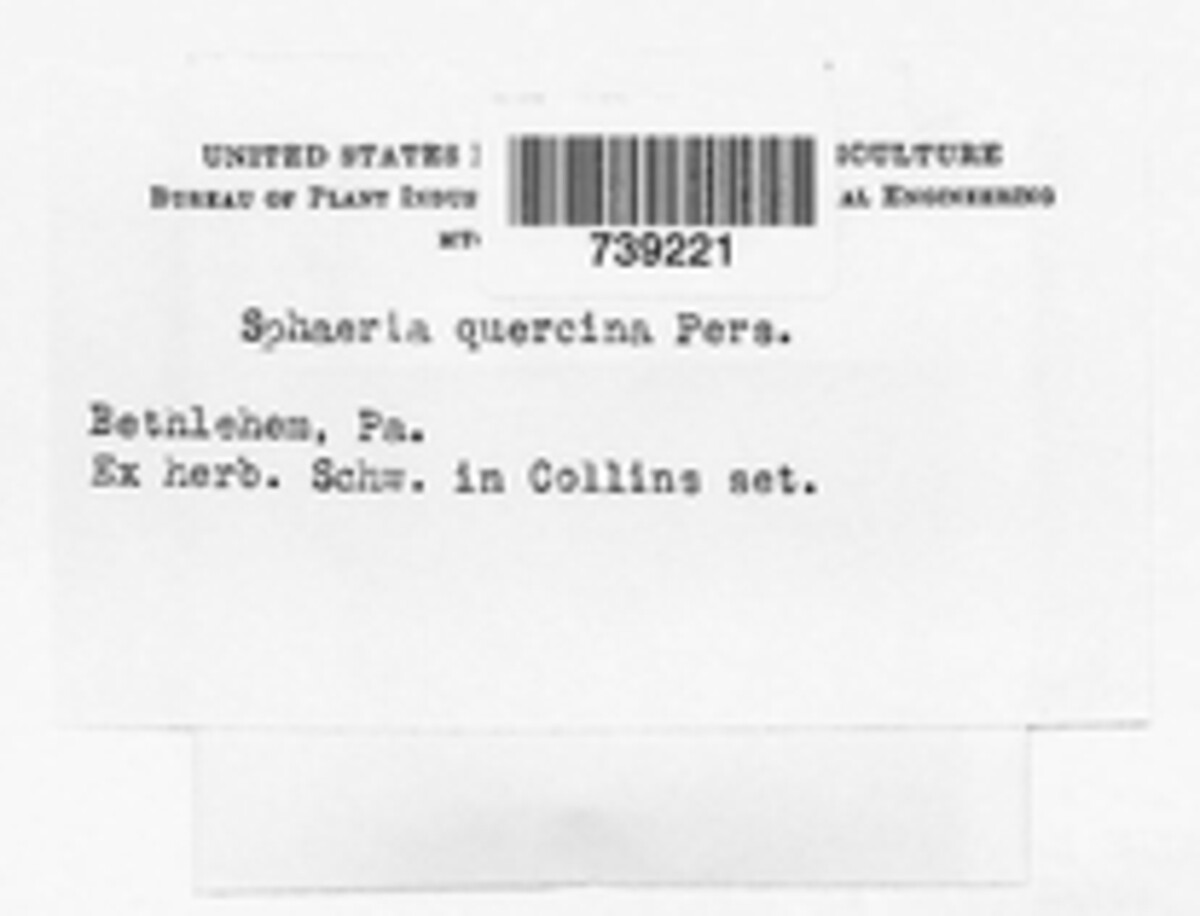 UNITED STATES ICULTURE
BUREAU OF PLANT INDUS AL ENGINEERING
739221
Sphaeria quercina Pers.
Bethlehem, Pa.
Ex herb. Schw. in Collins set.